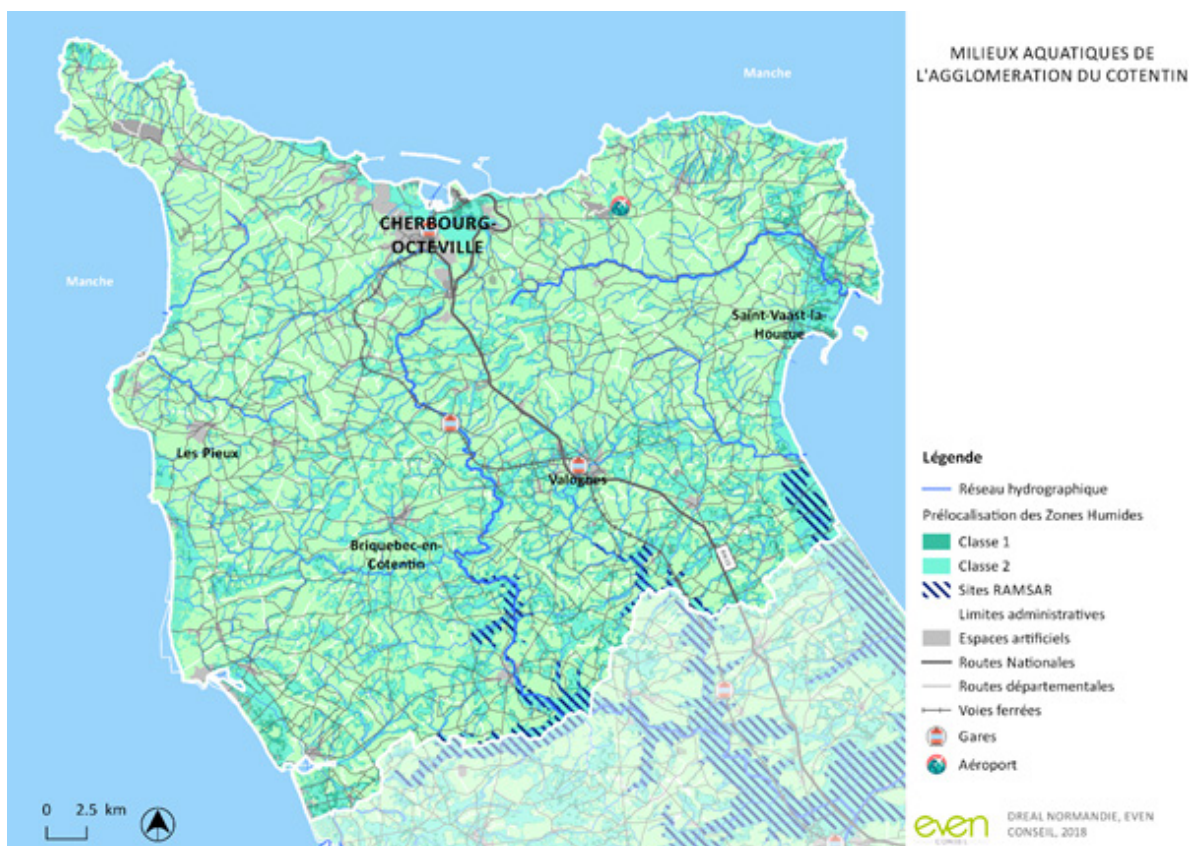 MILIEUX AQUATIQUES DE
L'AGGLOMERATION DU COTENTIN
Manche
CHERBOURG-
OCTEVILLE
Manche
Saint-Vaast-la-
Hougue
Les Pieux
Valognes
Briquebec-en-
Cotentin
Légende
Réseau hydrographique
Prélocalisation des Zones Humides
Classe 1
Classe 2
Sites RAMSAR
Limites administratives
Espaces artificiels
Routes Nationales
Routes départementales
Voies ferrées
Gares
Aéroport
0 2.5 km
even
CONSEIL
DREAL NORMANDIE, EVEN
CONSEIL, 2018